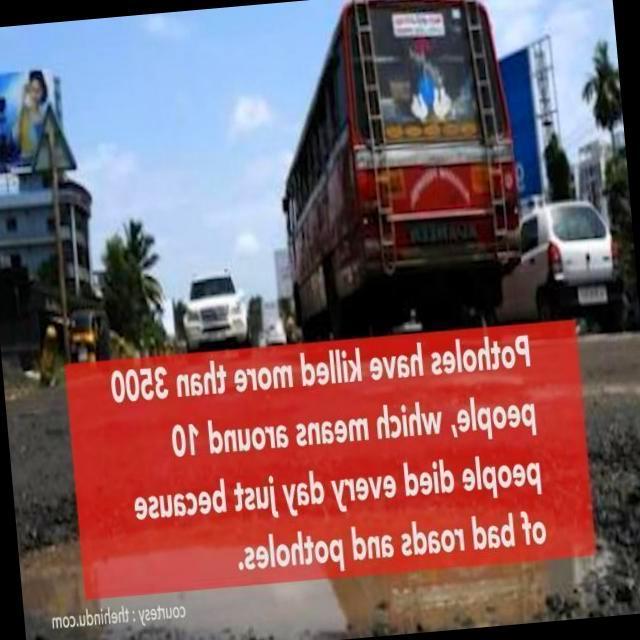 Potholes have killed more than 3500
people, which means around 10
people died every day just because
of bad roads and potholes.
courtesy : thehindu.com